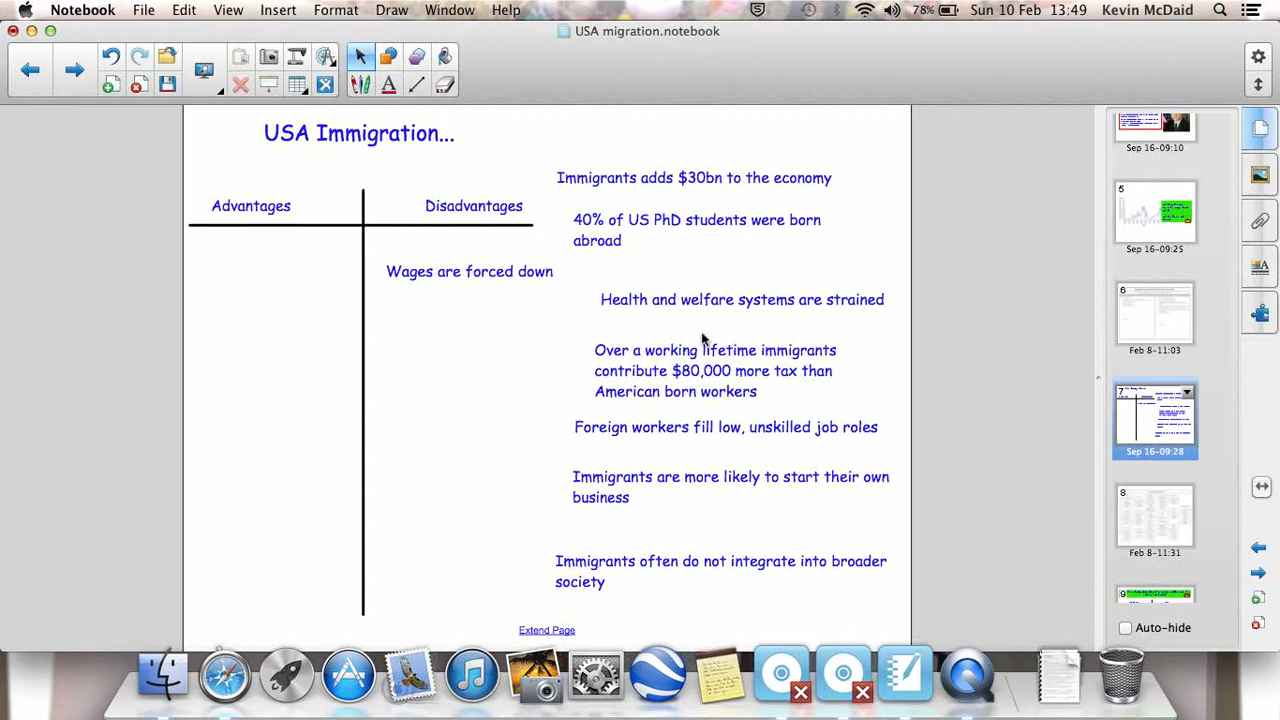 Notebook File Edit View Insert Format Draw Window Help 78% Sun 10 Feb 13:49 Kevin McDaid
USA migration.notebook
USA Immigration...
Advantages
Disadvantages
Wages are forced down
Immigrants adds $30bn to the economy
40% of US PhD students were born
abroad
Health and welfare systems are strained
Over a working lifetime immigrants
contribute $80,000 more tax than
American born workers
Foreign workers fill low, unskilled job roles
Immigrants are more likely to start their own
business
Immigrants often do not integrate into broader
society
Extend Page
Sep 16-09:10
5
Sep 16-09:25
6
Feb 8-11:03
7
Sep 16-09:28
8
Feb 8-11:31
9
Auto-hide